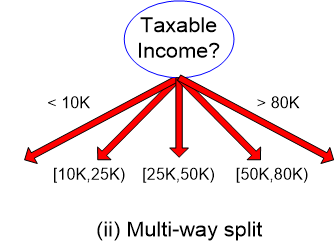 Taxable
Income?
< 10K
> 80K
[10K,25K)
[25K,50K)
[50K,80K)
(ii) Multi-way split